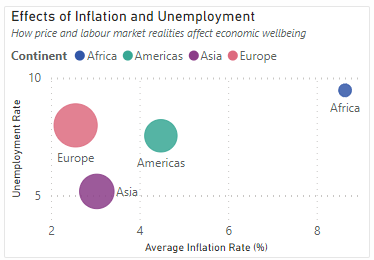 Effects of Inflation and Unemployment
How price and labour market realities affect economic wellbeing
Continent Africa Americas Asia Europe
Unemployment Rate
10
Africa
Europe
Americas
Asia
5
2 4 6 8
Average Inflation Rate (%)